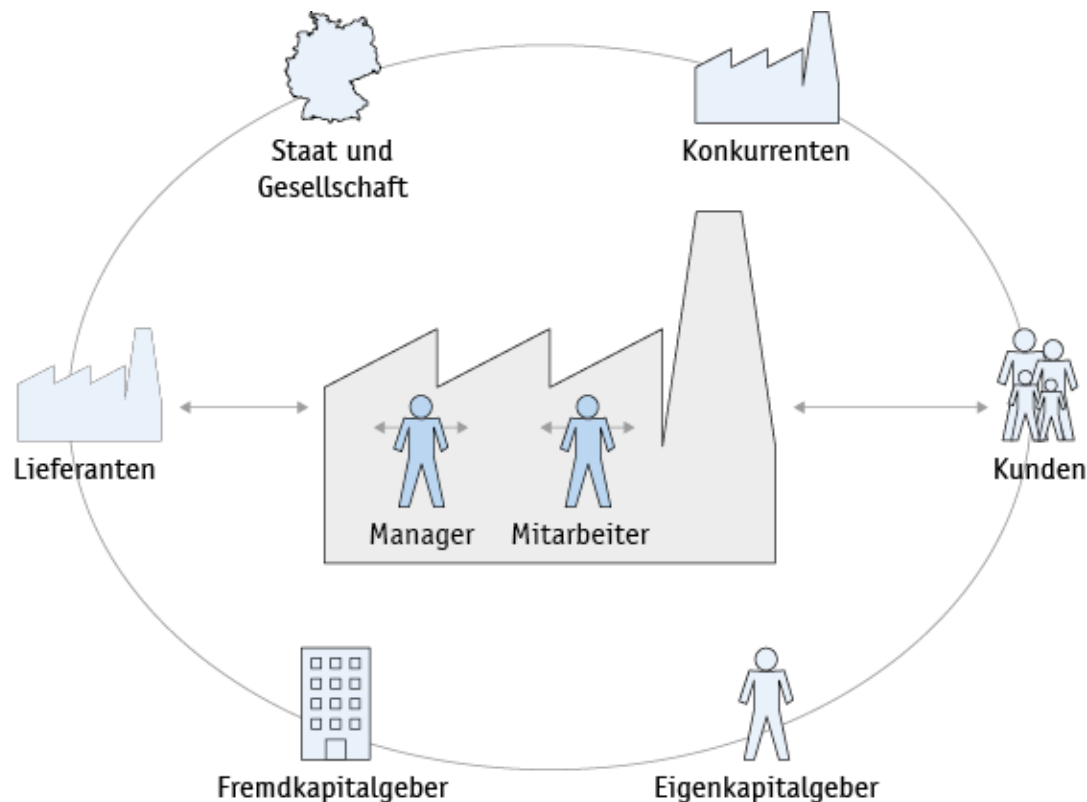 Staat und
Gesellschaft
Konkurrenten
Lieferanten
Kunden
Manager
Mitarbeiter
Fremdkapitalgeber
Eigenkapitalgeber